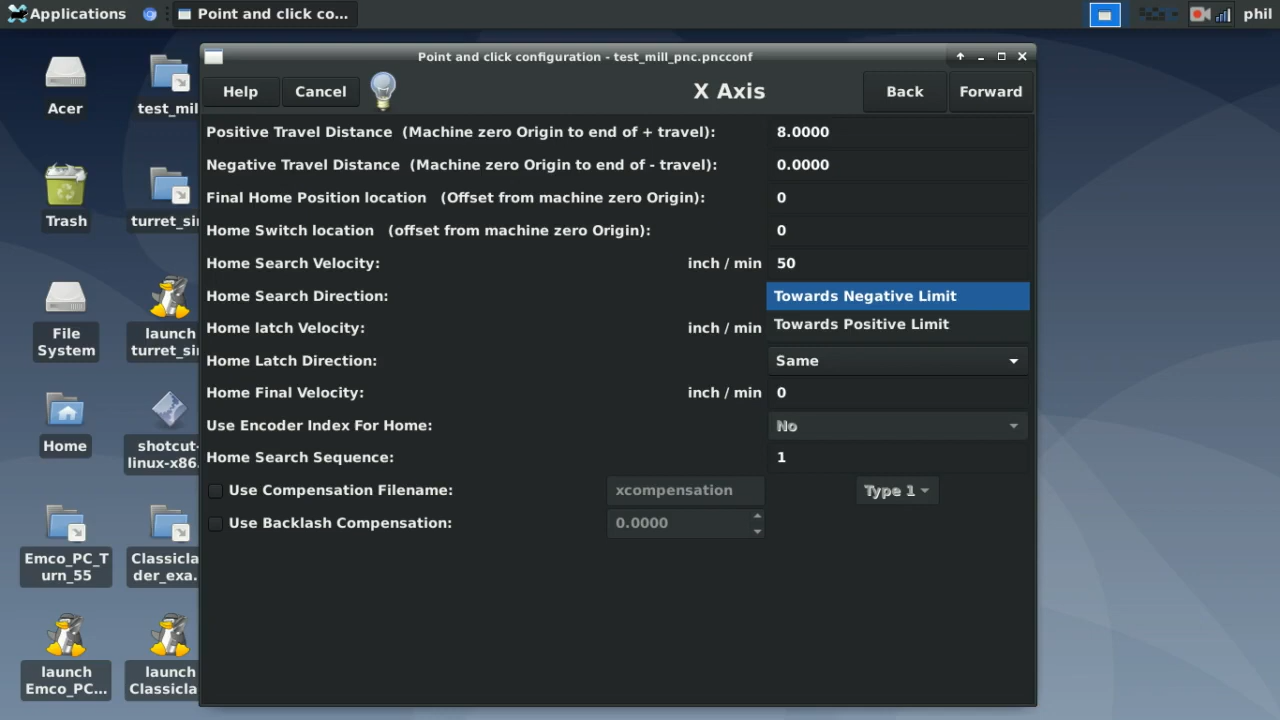 Applications
Point and click co...
phil
Point and click configuration - test_mill_pnc.pncconf
Help
Cancel
X Axis
Back
Forward
Positive Travel Distance (Machine zero Origin to end of + travel):
8.0000
Negative Travel Distance (Machine zero Origin to end of - travel):
0.0000
Final Home Position location (Offset from machine zero Origin):
0
Home Switch location (offset from machine zero Origin):
0
Home Search Velocity:
inch / min
50
Home Search Direction:
Towards Negative Limit
Towards Positive Limit
Home latch Velocity:
inch / min
Home Latch Direction:
Same
Home Final Velocity:
inch / min
0
Use Encoder Index For Home:
No
Home Search Sequence:
1
Use Compensation Filename:
xcompensation
Type 1
Use Backlash Compensation:
0.0000
Acer
test_mil
Trash
turret_si
File
System
launch
turret_si
Home
shotcut-
linux-x86.
Emco_PC_T
urn_55
Classicla
der_exa.
launch
Emco_PC...
launch
Classicla